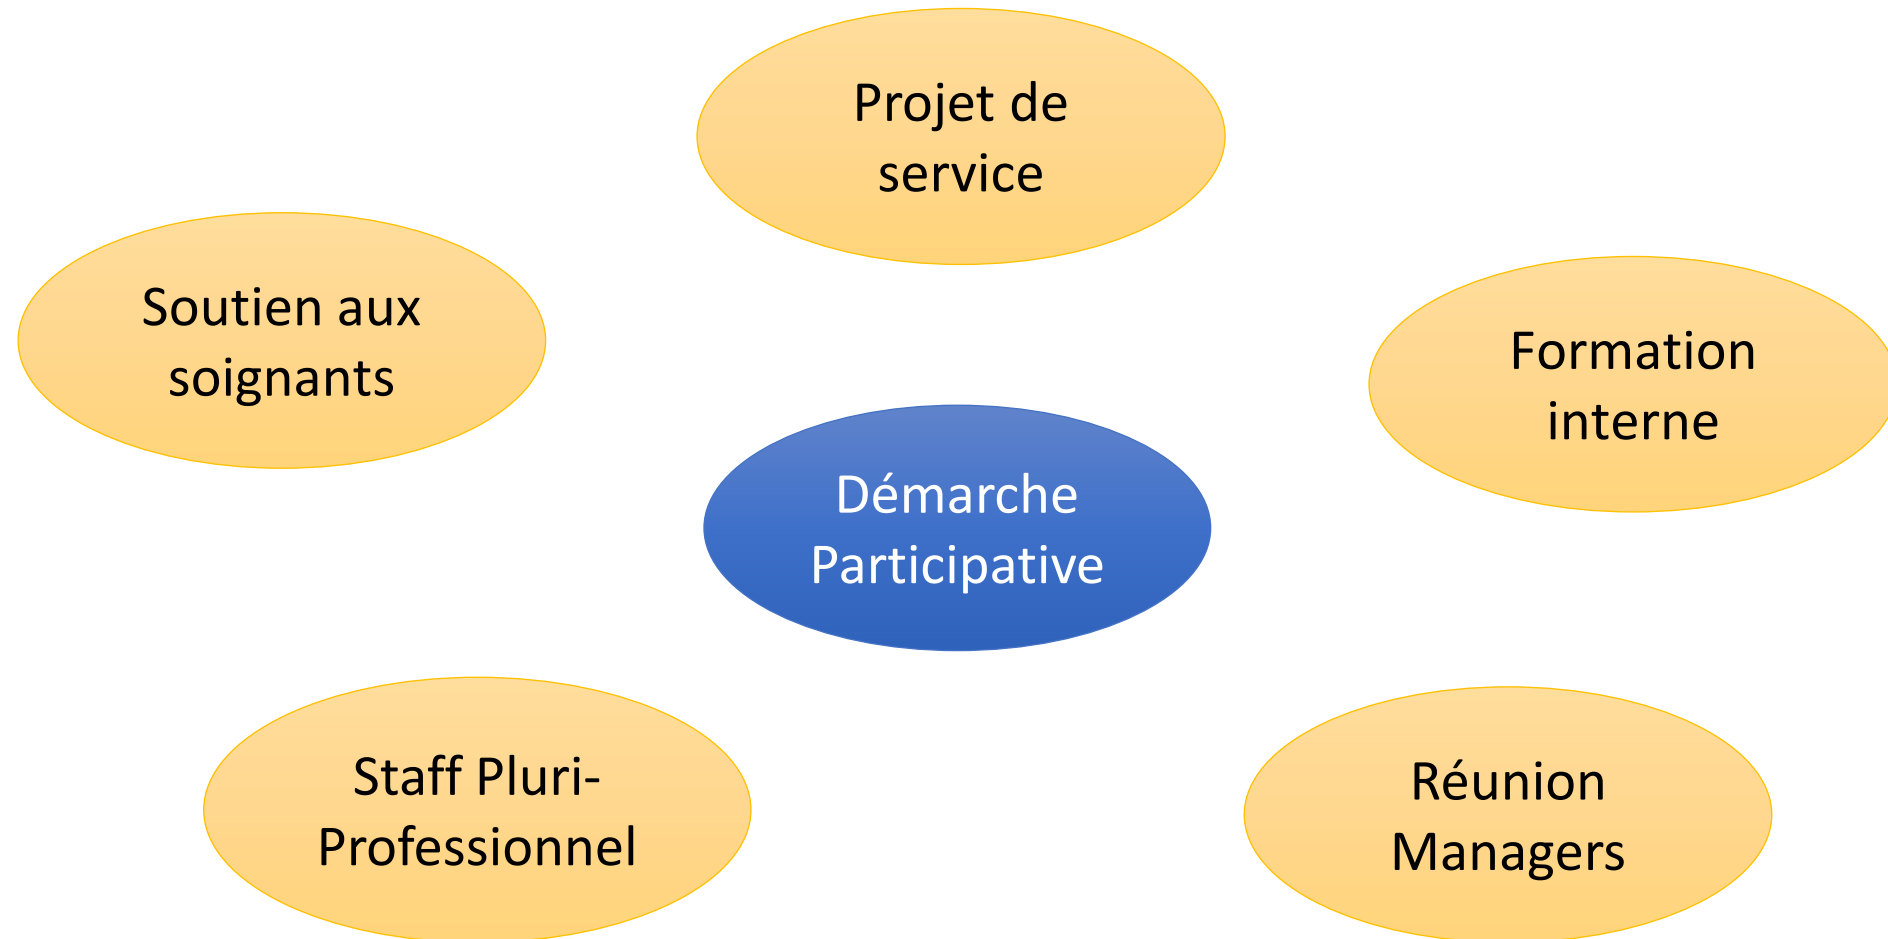 Projet de
service
Soutien aux
soignants
Formation
interne
Démarche
Participative
Staff Pluri-
Professionnel
Réunion
Managers